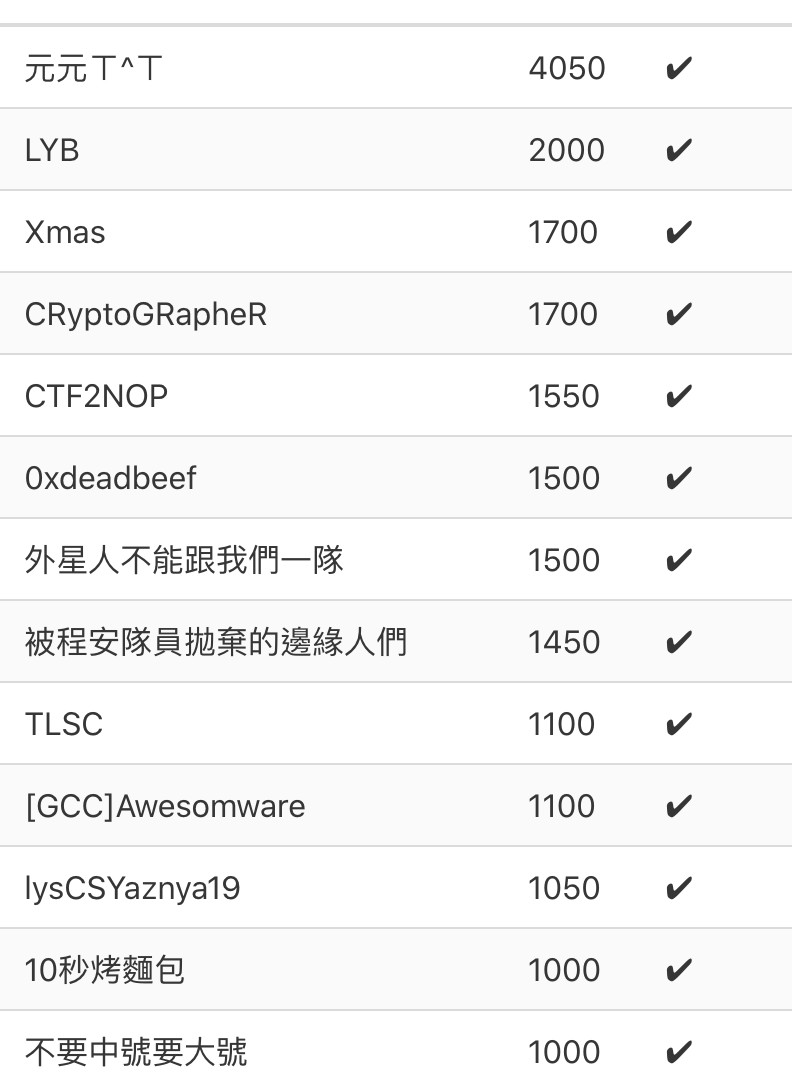 元元ㄒ^ㄒ 4050 ✔
LYB 2000 ✔
Xmas 1700 ✔
CRyptoGRapheR 1700 ✔
CTF2NOP 1550 ✔
0xdeadbeef 1500 ✔
外星人不能跟我們一隊 1500 ✔
被程安隊員拋棄的邊緣人們 1450 ✔
TLSC 1100 ✔
[GCC]Awesomware 1100 ✔
lysCSYaznya19 1050 ✔
10秒烤麵包 1000 ✔
不要中號要大號 1000 ✔